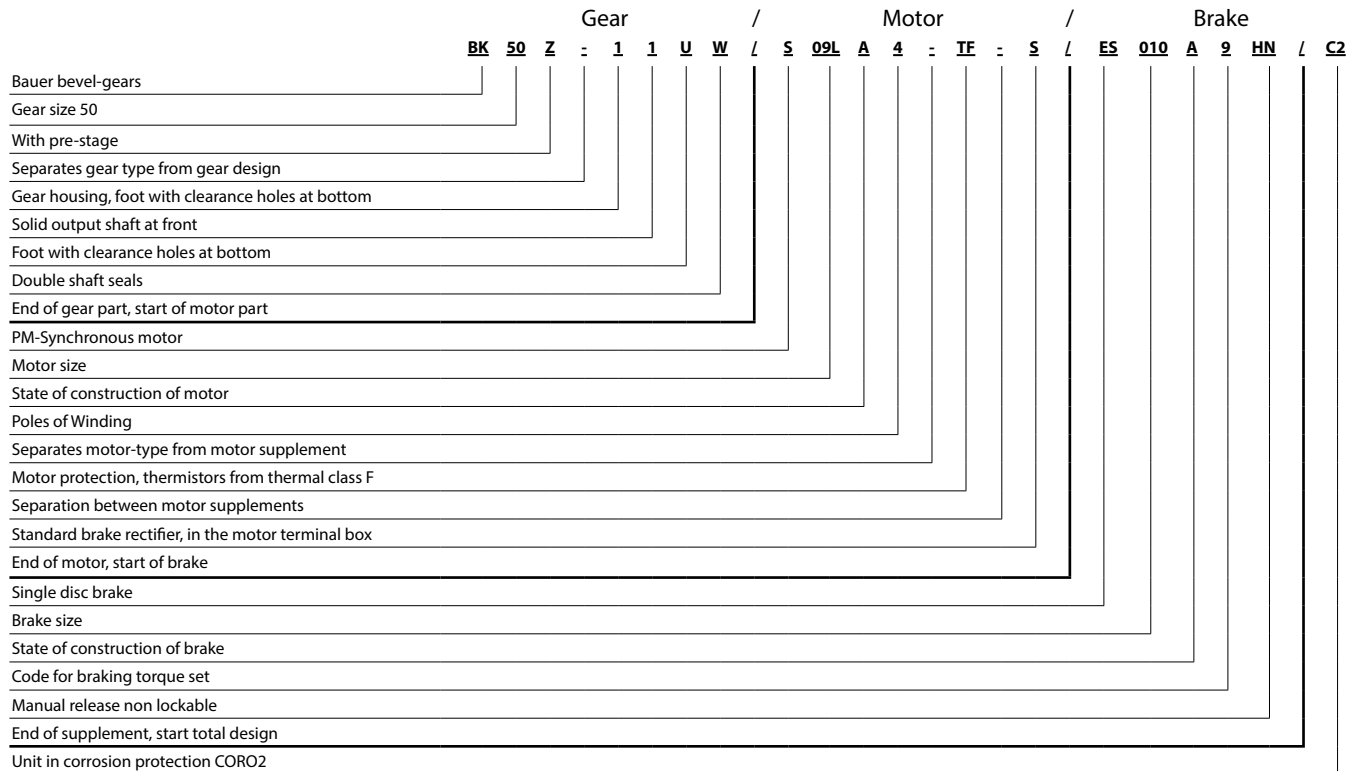 Gear / Motor / Brake
BK 50 Z - 1 1 U W / S 09L A 4 - TF - S / ES 010 A 9 HN / C2
Bauer bevel-gears
Gear size 50
With pre-stage
Separates gear type from gear design
Gear housing, foot with clearance holes at bottom
Solid output shaft at front
Foot with clearance holes at bottom
Double shaft seals
End of gear part, start of motor part
PM-Synchronous motor
Motor size
State of construction of motor
Poles of Winding
Separates motor-type from motor supplement
Motor protection, thermistors from thermal class F
Separation between motor supplements
Standard brake rectifier, in the motor terminal box
End of motor, start of brake
Single disc brake
Brake size
State of construction of brake
Code for braking torque set
Manual release non lockable
End of supplement, start total design
Unit in corrosion protection CORO2